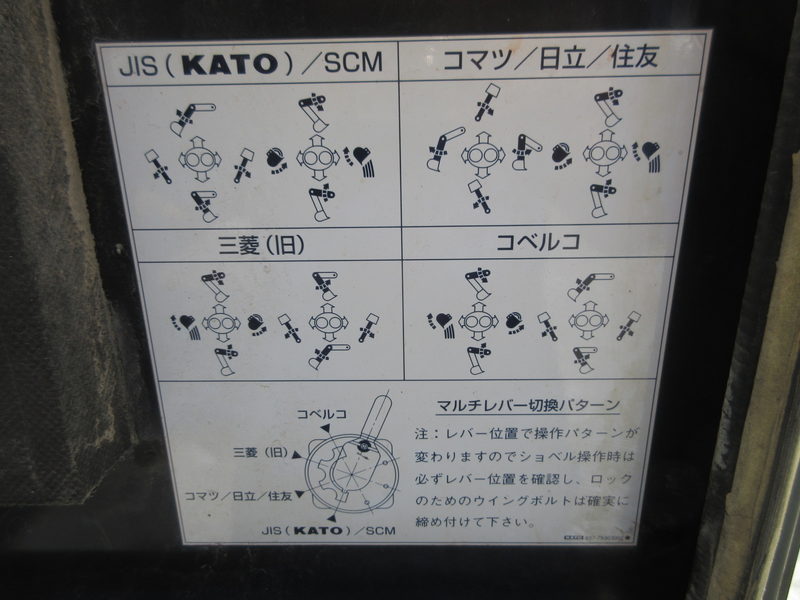 JIS(KATO)/SCM
コマツ/日立/住友
三菱(旧)
コベルコ
コベルコ
三菱(旧)
コマツ/日立/住友
JIS(KATO)/SCM
マルチレバー切換パターン
注:レバー位置で操作パターンが
変わりますのでショベル操作時は
必ずレバー位置を確認し、ロック
のためのウイングボルトは確実に
締め付けて下さい。
KATO